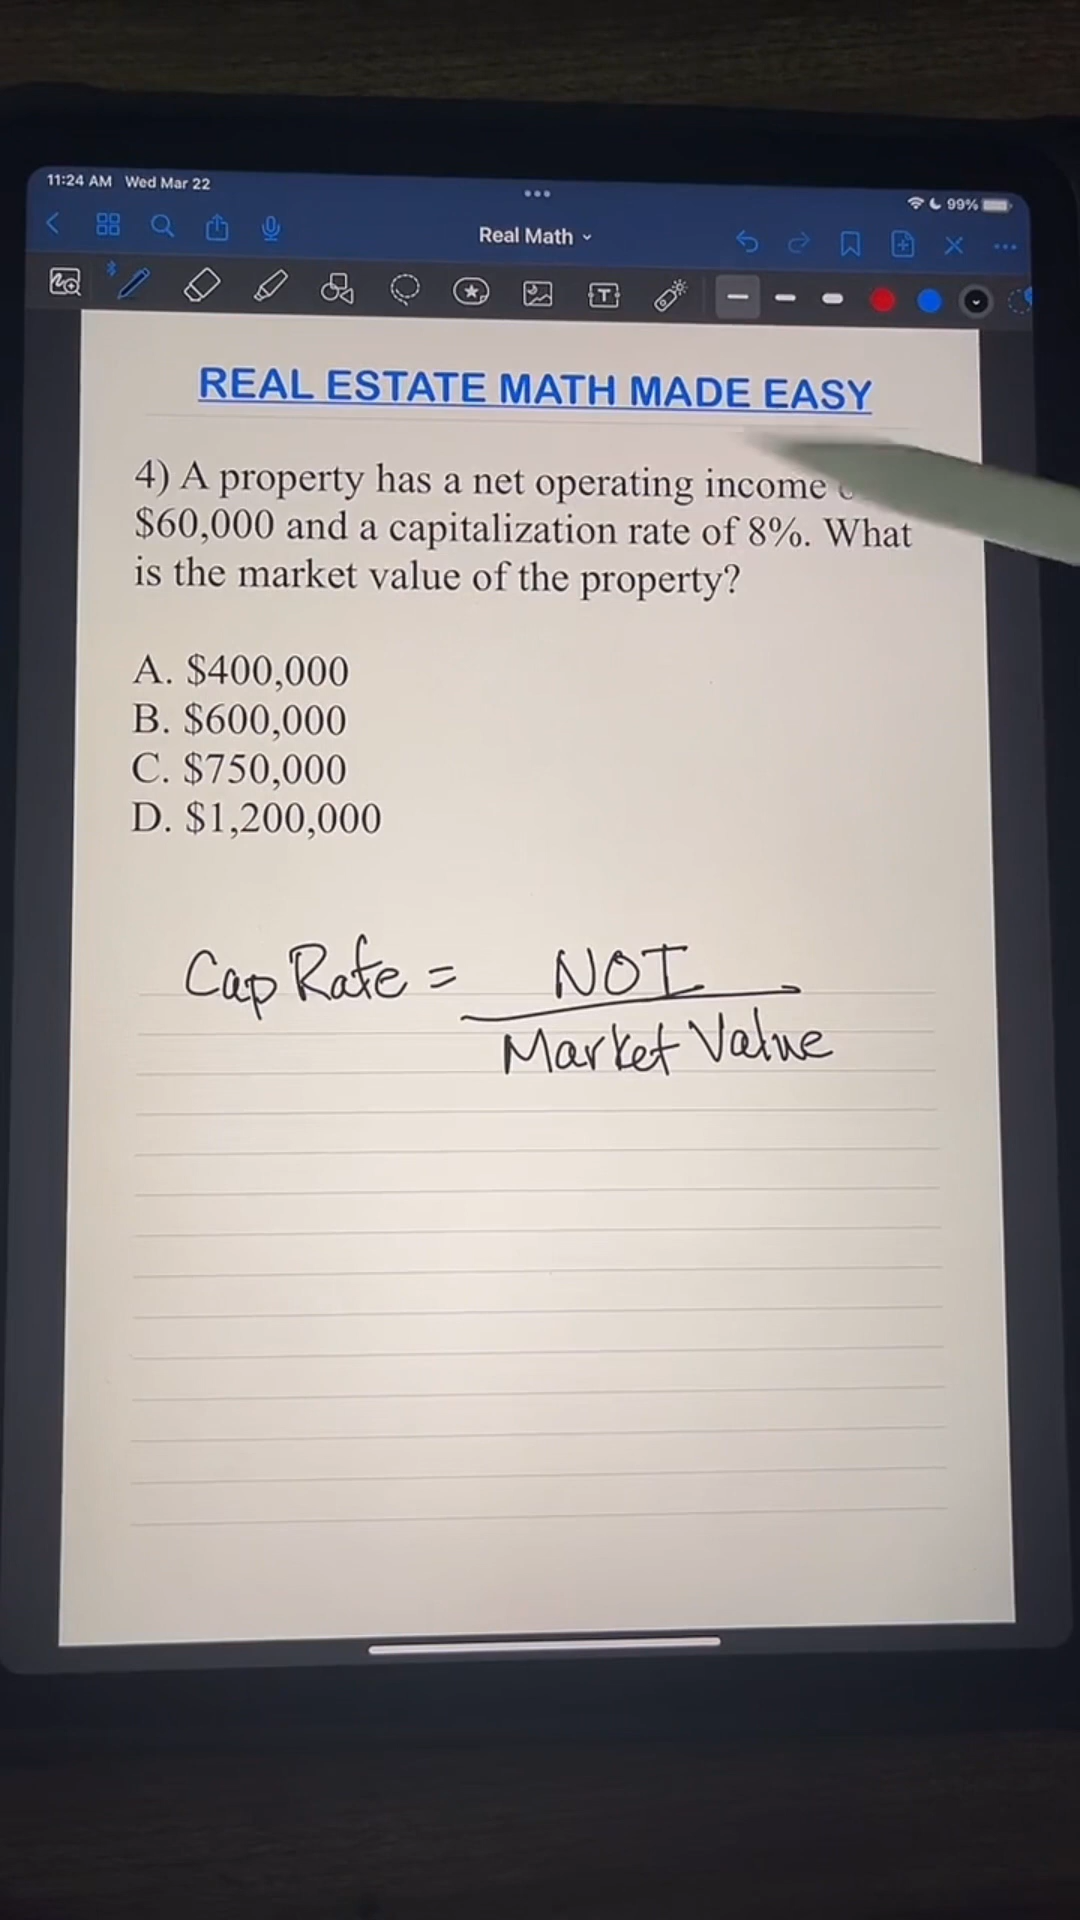 11:24 AM Wed Mar 22
99%
Real Math
T
REAL ESTATE MATH MADE EASY
4) A property has a net operating income
$60,000 and a capitalization rate of 8%. What
is the market value of the property?
A. $400,000
B. $600,000
C. $750,000
D. $1,200,000
Cap Rate = NOI
Market Value